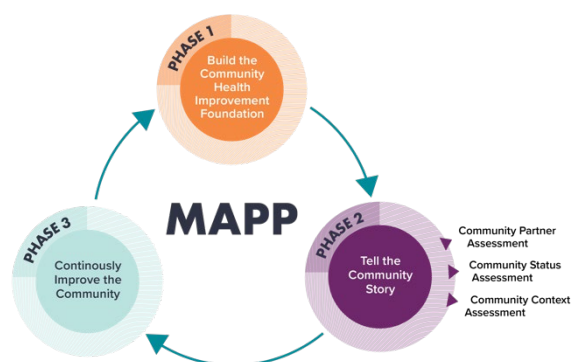 PHASE 1
Build the
Community
Health
Improvement
Foundation
MAPP
PHASE 2
Tell the
Community
Story
Community Partner
Assessment
Community Status
Assessment
Community Context
Assessment
PHASE 3
Continously
Improve the
Community